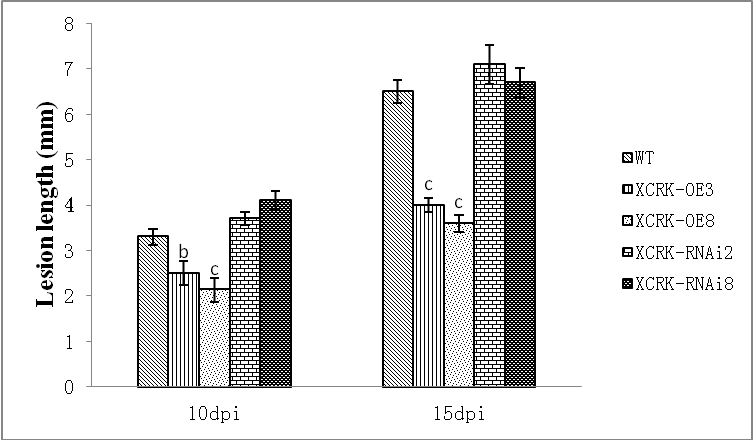 Lesion length (mm)
8
7
6
5
4
3
2
1
0
b
c
c
c
10dpi
15dpi
WT
XCRK-OE3
XCRK-OE8
XCRK-RNAi2
XCRK-RNAi8